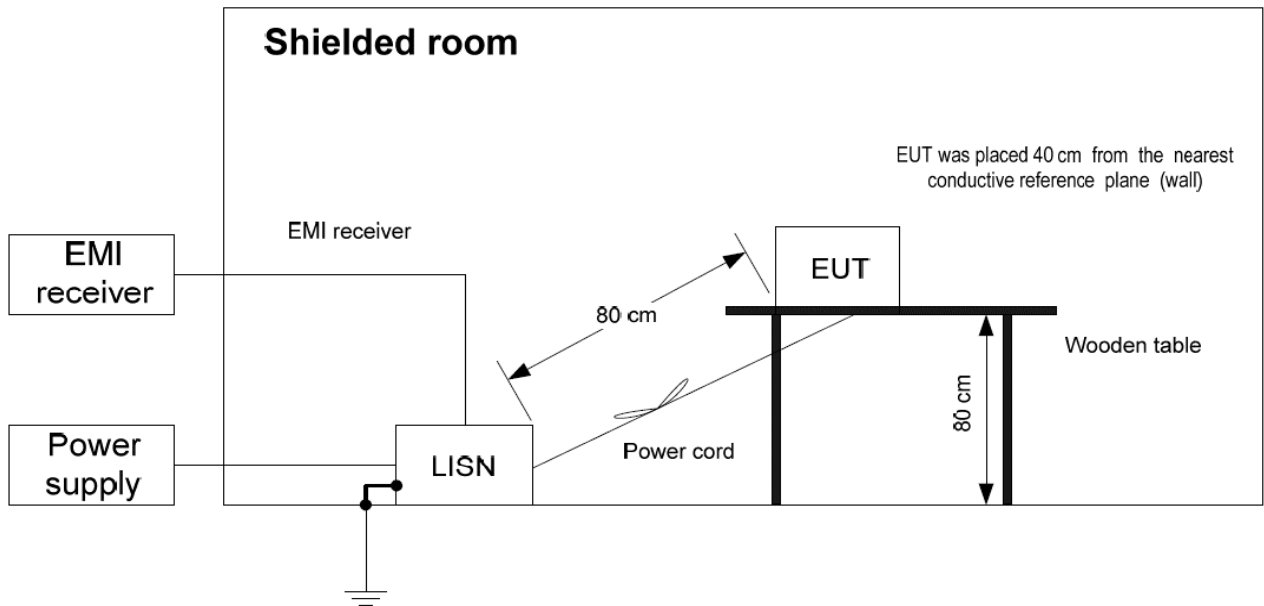 Shielded room
EUT was placed 40 cm from the nearest
conductive reference plane (wall)
EMI receiver
EMI
receiver
EUT
80 cm
Wooden table
80 cm
Power cord
Power
supply
LISN